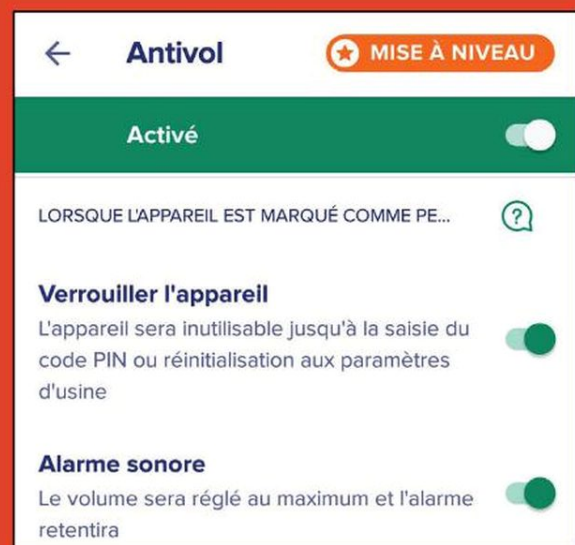 Antivol
MISE À NIVEAU
Activé
LORSQUE L'APPAREIL EST MARQUÉ COMME PE...
Verrouiller l'appareil
L'appareil sera inutilisable jusqu'à la saisie du
code PIN ou réinitialisation aux paramètres
d'usine
Alarme sonore
Le volume sera réglé au maximum et l'alarme
retentira